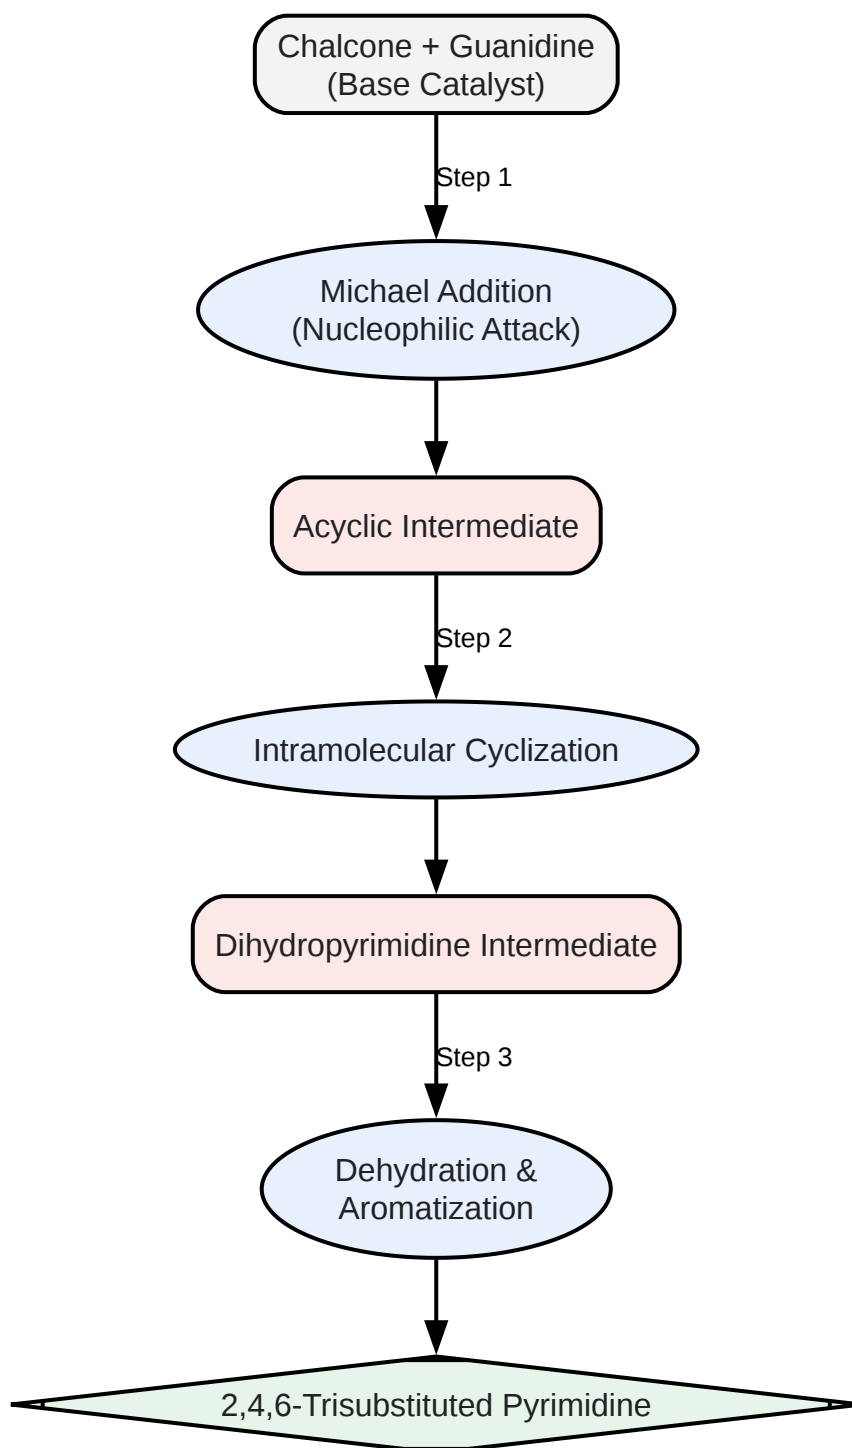 Chalcone + Guanidine
(Base Catalyst)
Step 1
Michael Addition
(Nucleophilic Attack)
Acyclic Intermediate
Step 2
Intramolecular Cyclization
Dihydropyrimidine Intermediate
Step 3
Dehydration &
Aromatization
2,4,6-Trisubstituted Pyrimidine